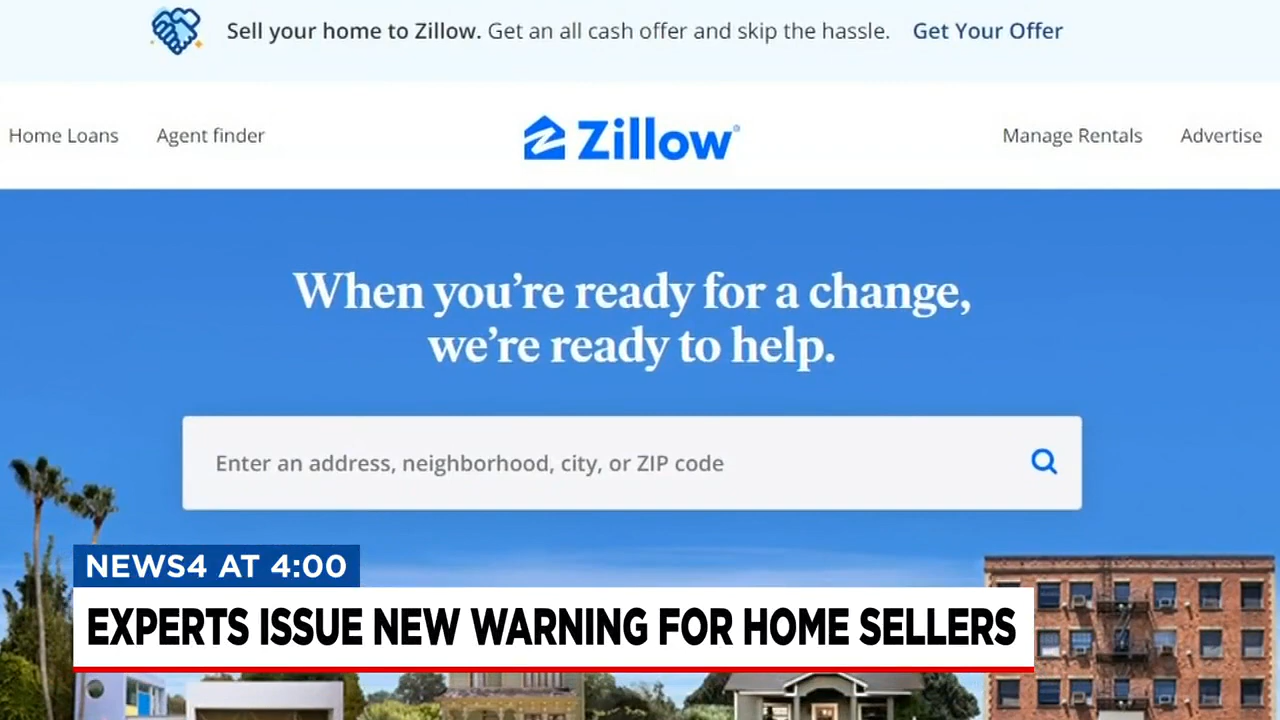 Sell your home to Zillow. Get an all cash offer and skip the hassle. Get Your Offer
Home Loans Agent finder Zillow® Manage Rentals Advertise
When you’re ready for a change,
we’re ready to help.
Enter an address, neighborhood, city, or ZIP code
NEWS4 AT 4:00
EXPERTS ISSUE NEW WARNING FOR HOME SELLERS